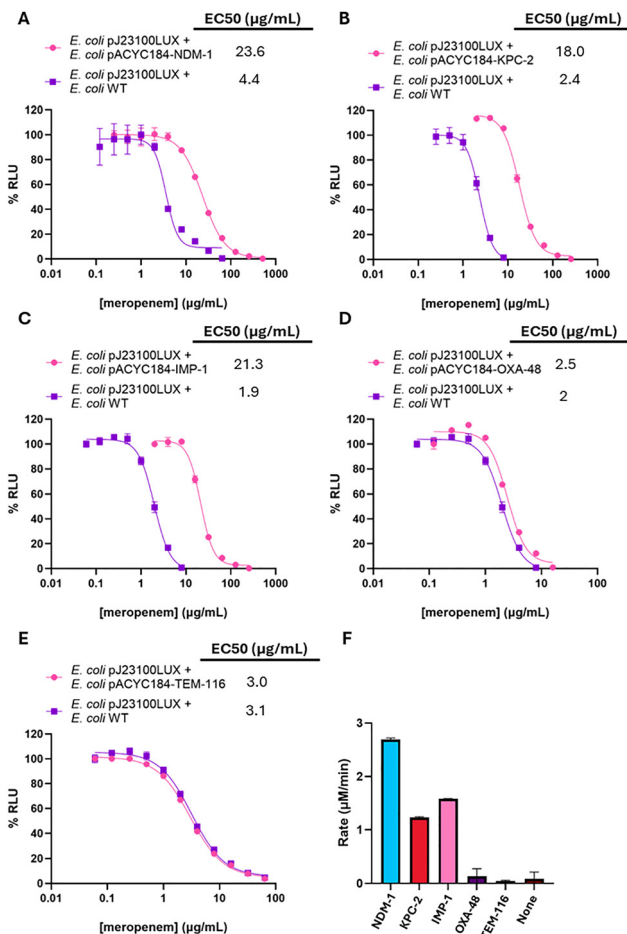 A
EC50 (µg/mL)
E. coli pJ23100LUX +
E. coli pACYC184-NDM-1
23.6
E. coli pJ23100LUX +
E. coli WT
4.4
120
100
80
60
40
20
0
% RLU
0.01
0.1
1
10
100
1000
[meropenem] (µg/mL)
B
EC50 (µg/mL)
E. coli pJ23100LUX +
E. coli pACYC184-KPC-2
18.0
E. coli pJ23100LUX +
E. coli WT
2.4
120
100
80
60
40
20
0
% RLU
0.01
0.1
1
10
100
1000
[meropenem] (µg/mL)
C
EC50 (µg/mL)
E. coli pJ23100LUX +
E. coli pACYC184-IMP-1
21.3
E. coli pJ23100LUX +
E. coli WT
1.9
120
100
80
60
40
20
0
% RLU
0.01
0.1
1
10
100
1000
[meropenem] (µg/mL)
D
EC50 (µg/mL)
E. coli pJ23100LUX +
E. coli pACYC184-OXA-48
2.5
E. coli pJ23100LUX +
E. coli WT
2
120
100
80
60
40
20
0
% RLU
0.01
0.1
1
10
100
[meropenem] (µg/mL)
E
EC50 (µg/mL)
E. coli pJ23100LUX +
E. coli pACYC184-TEM-116
3.0
E. coli pJ23100LUX +
E. coli WT
3.1
120
100
80
60
40
20
0
% RLU
0.01
0.1
1
10
100
[meropenem] (µg/mL)
F
3
2
1
0
Rate (µM/min)
NDM-1
KPC-2
IMP-1
OXA-48
TEM-116
None